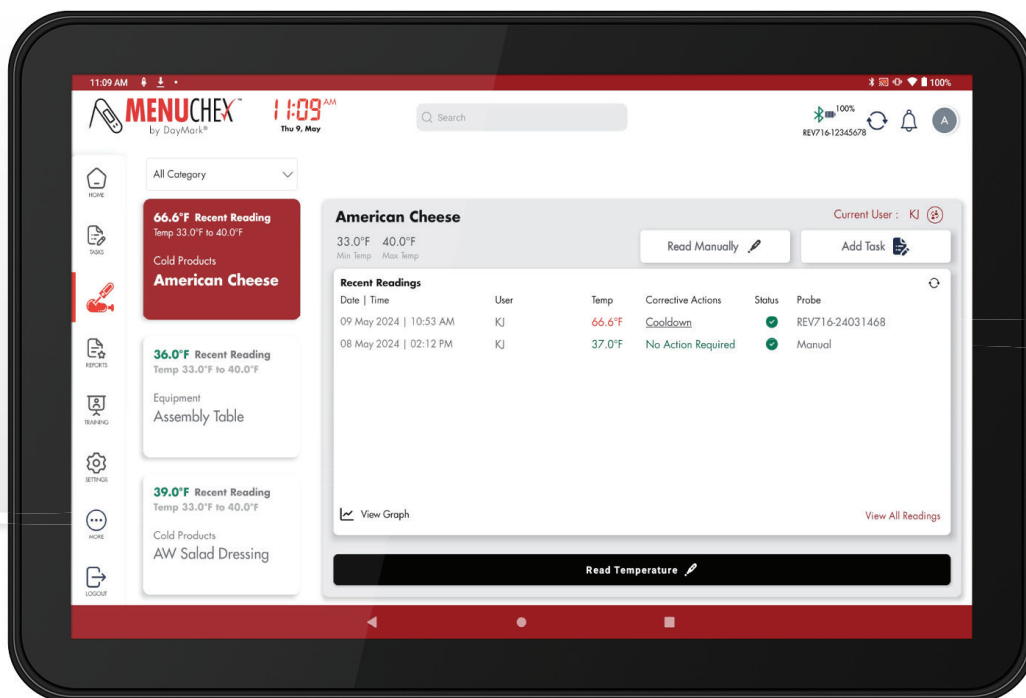 11:09 AM
100%
MENUCHEX™
by DayMark®
11:09 AM
Thu 9, May
Search
100%
REV716-12345678
A
HOME
TASKS
REPORTS
TRAINING
SETTINGS
MORE
LOGOUT
All Category
66.6°F Recent Reading
Temp 33.0°F to 40.0°F
Cold Products
American Cheese
36.0°F Recent Reading
Temp 33.0°F to 40.0°F
Equipment
Assembly Table
39.0°F Recent Reading
Temp 33.0°F to 40.0°F
Cold Products
AW Salad Dressing
American Cheese
Current User : KJ
33.0°F 40.0°F
Min Temp Max Temp
Read Manually
Add Task
Recent Readings
Date | Time User Temp Corrective Actions Status Probe
09 May 2024 | 10:53 AM KJ 66.6°F Cooldown REV716-24031468
08 May 2024 | 02:12 PM KJ 37.0°F No Action Required Manual
View Graph
View All Readings
Read Temperature